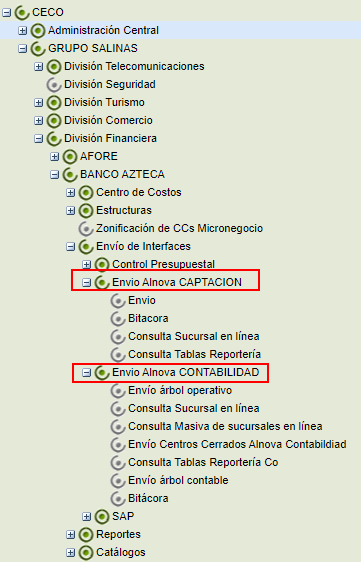 CECO
Administración Central
GRUPO SALINAS
División Telecomunicaciones
División Seguridad
División Turismo
División Comercio
División Financiera
AFORE
BANCO AZTECA
Centro de Costos
Estructuras
Zonificación de CCs Micronegocio
Envío de Interfaces
Control Presupuestal
Envio Alnova CAPTACION
Envio
Bitacora
Consulta Sucursal en línea
Consulta Tablas Reportería
Envio Alnova CONTABILIDAD
Envío árbol operativo
Consulta Sucursal en línea
Consulta Masiva de sucursales en línea
Envío Centros Cerrados Alnova Contabildiad
Consulta Tablas Reportería Co
Envío árbol contable
Bitácora
SAP
Reportes
Catálogos